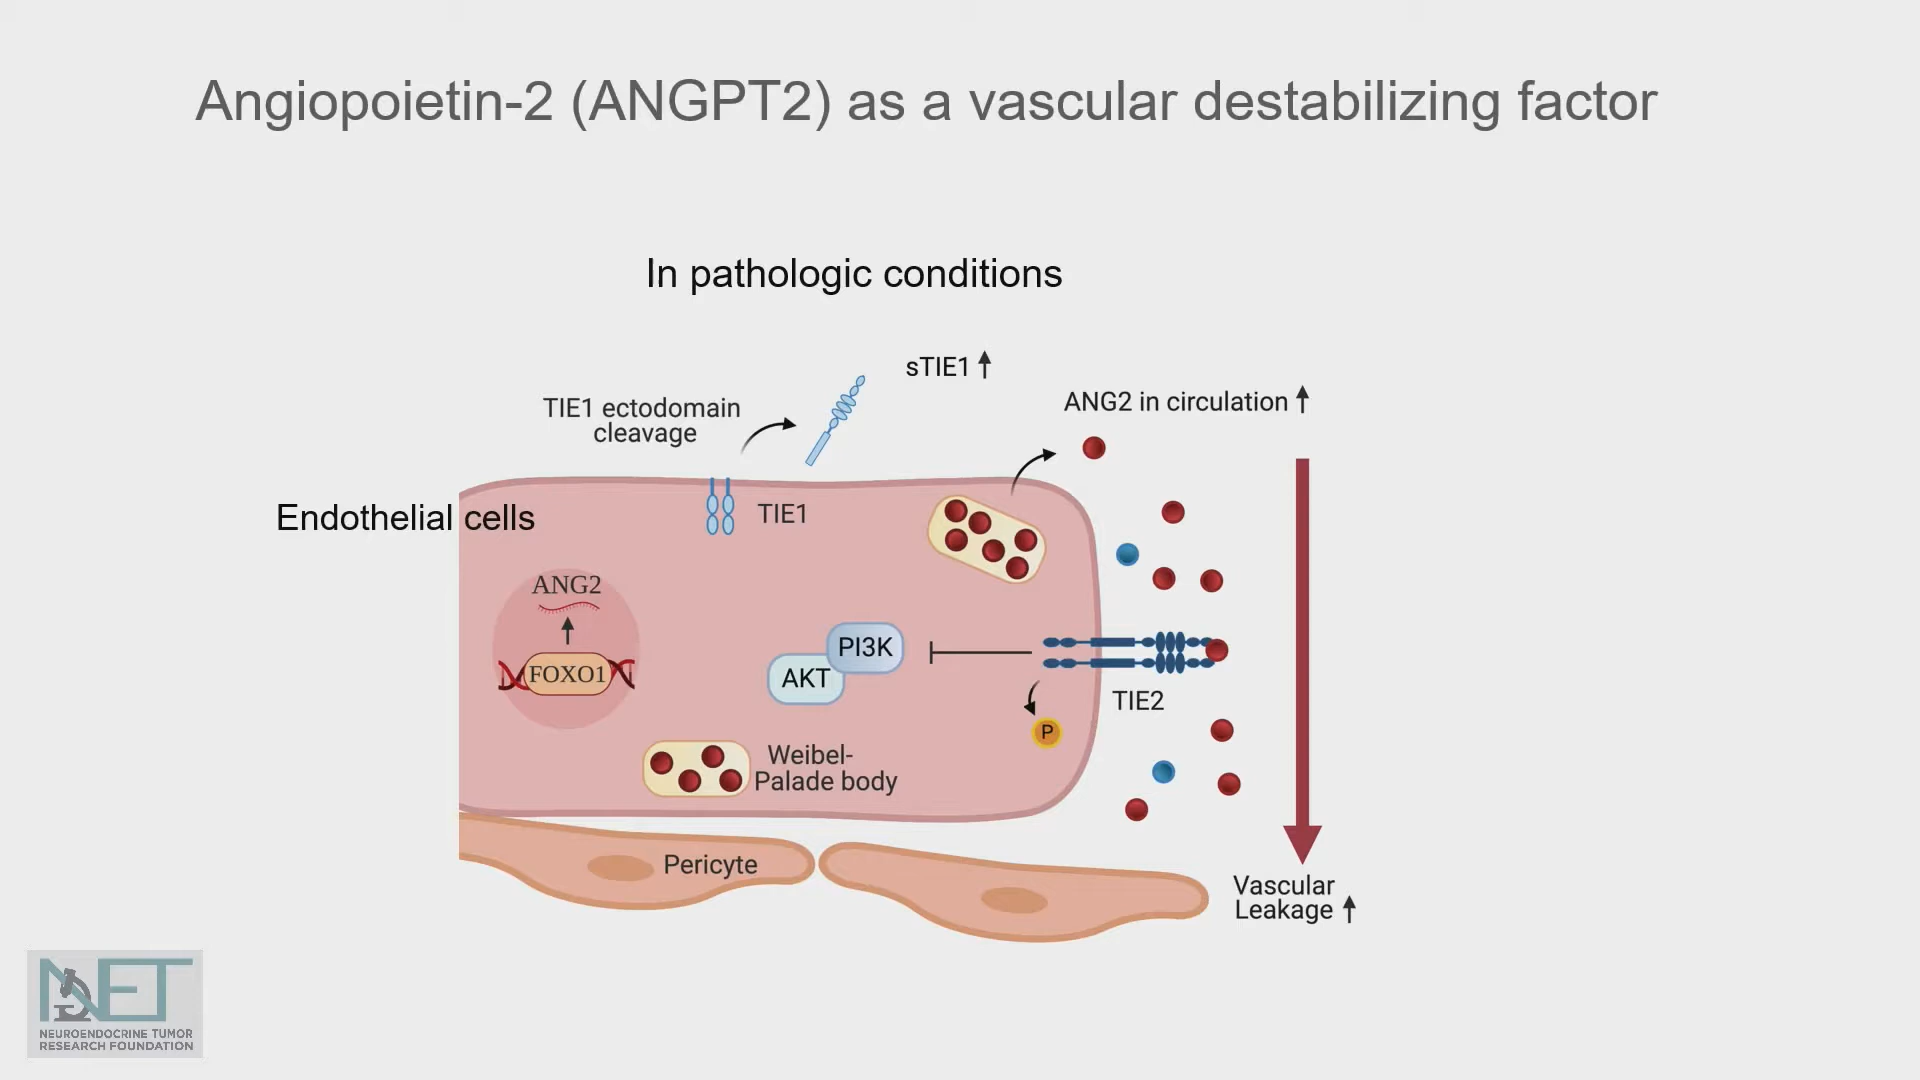 Angiopoietin-2 (ANGPT2) as a vascular destabilizing factor
In pathologic conditions
sTIE1
TIE1 ectodomain
cleavage
ANG2 in circulation
Endothelial cells
TIE1
ANG2
FOXO1
PI3K
AKT
TIE2
P
Weibel-
Palade body
Pericyte
Vascular
Leakage
NET
NEUROENDOCRINE TUMOR
RESEARCH FOUNDATION